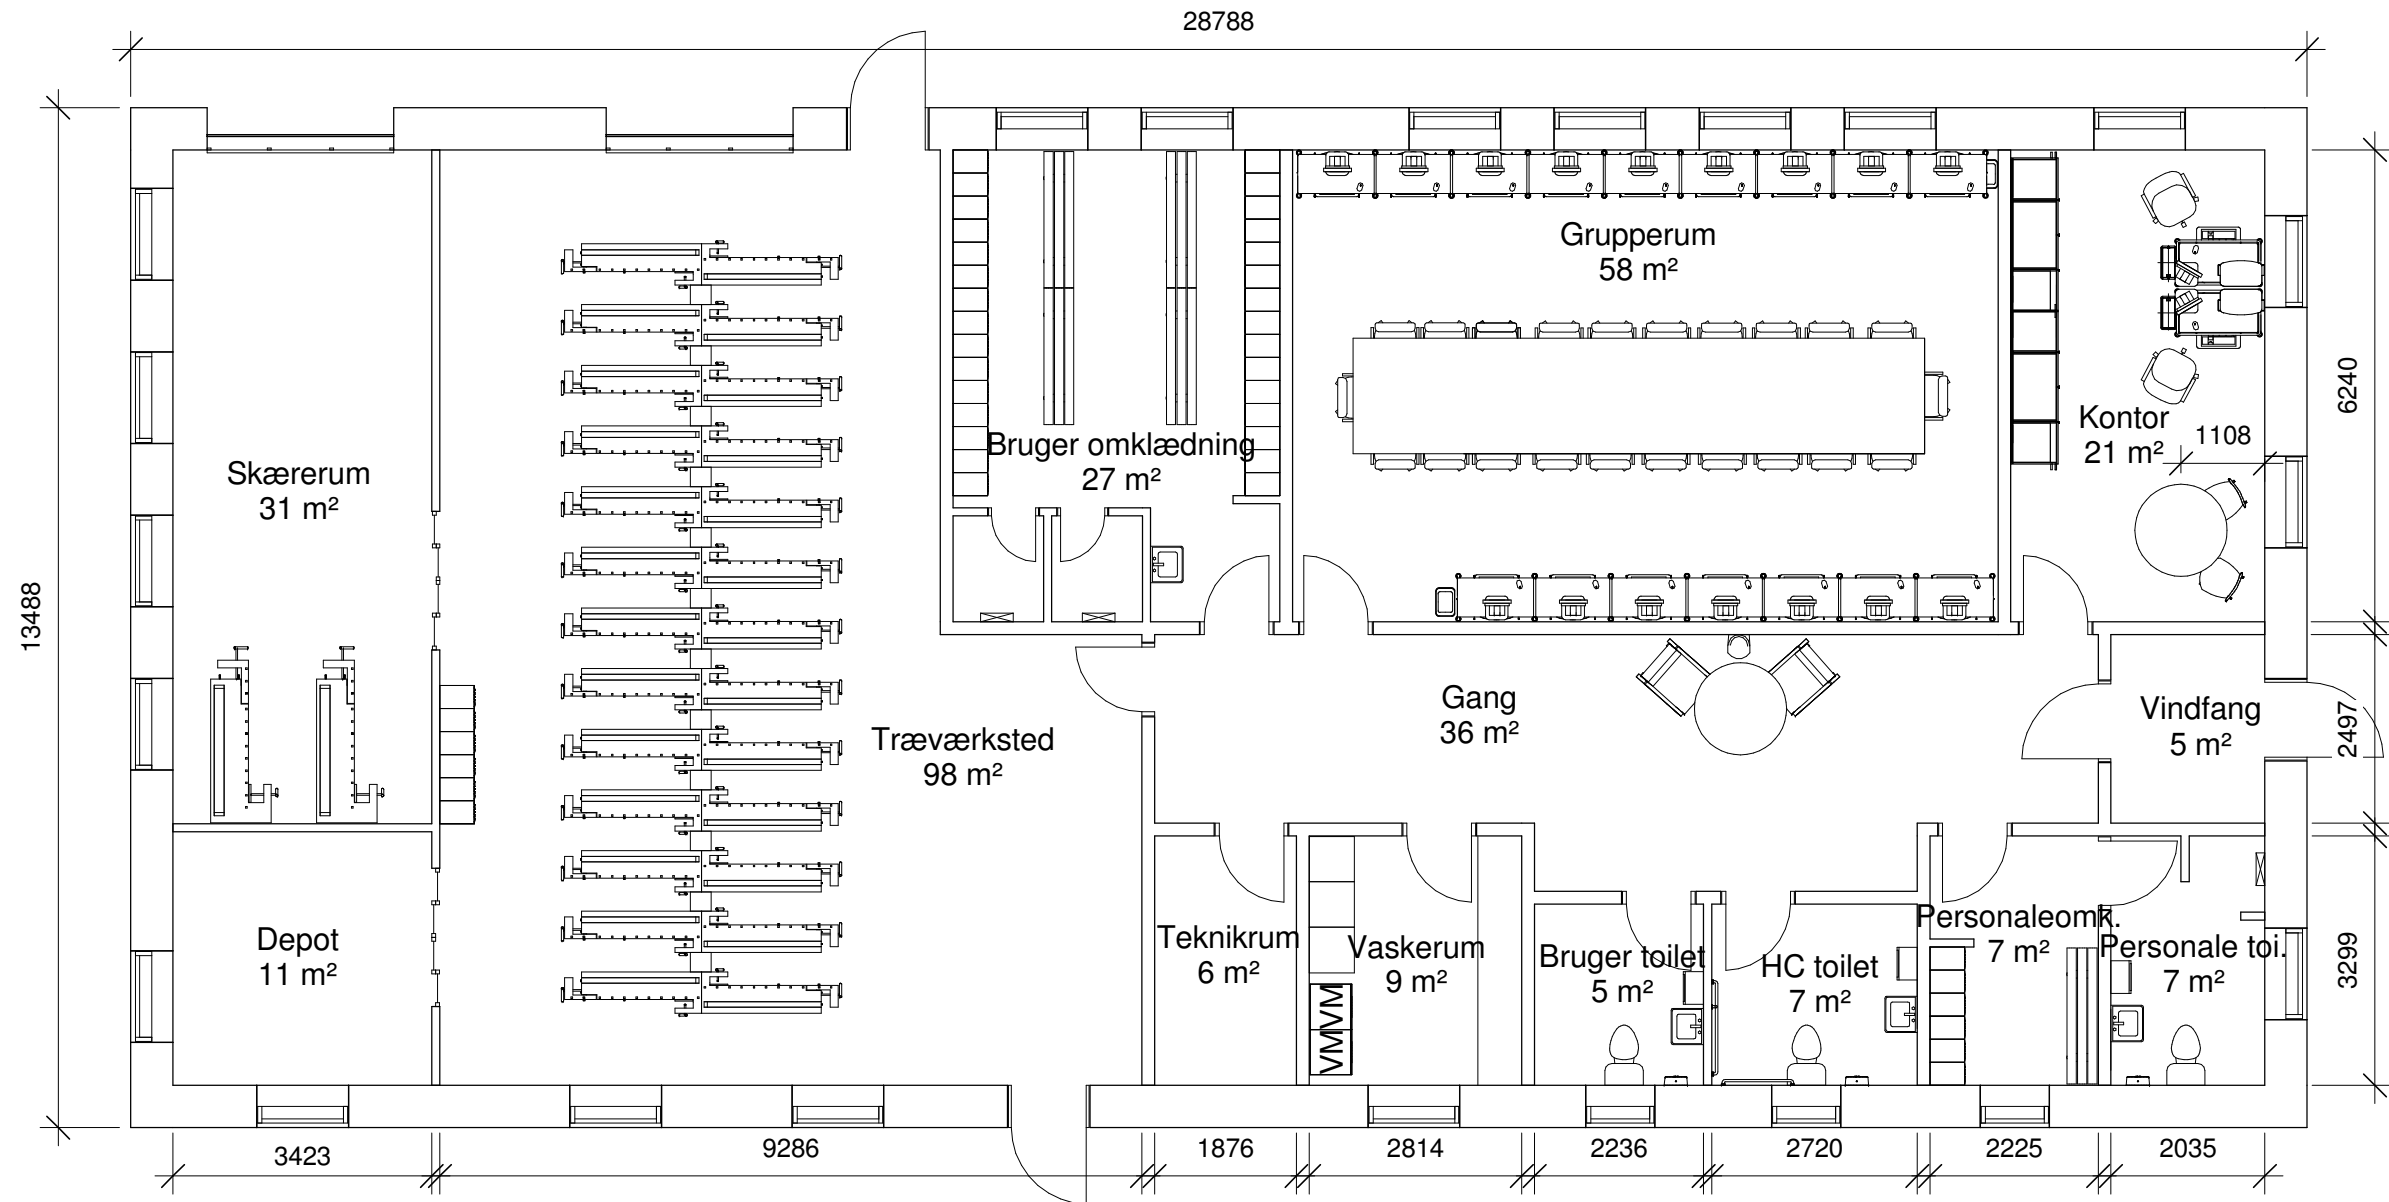 28788
13488
6240
2497
3299
1108
Grupperum
58 m²
Kontor
21 m²
Bruger omklædning
27 m²
Skærerum
31 m²
Gang
36 m²
Vindfang
5 m²
Træværksted
98 m²
Depot
11 m²
Teknikrum
6 m²
Vaskerum
9 m²
VM
VM
Bruger toilet
5 m²
HC toilet
7 m²
Personaleomk.
7 m²
Personale toi.
7 m²
3423
9286
1876
2814
2236
2720
2225
2035